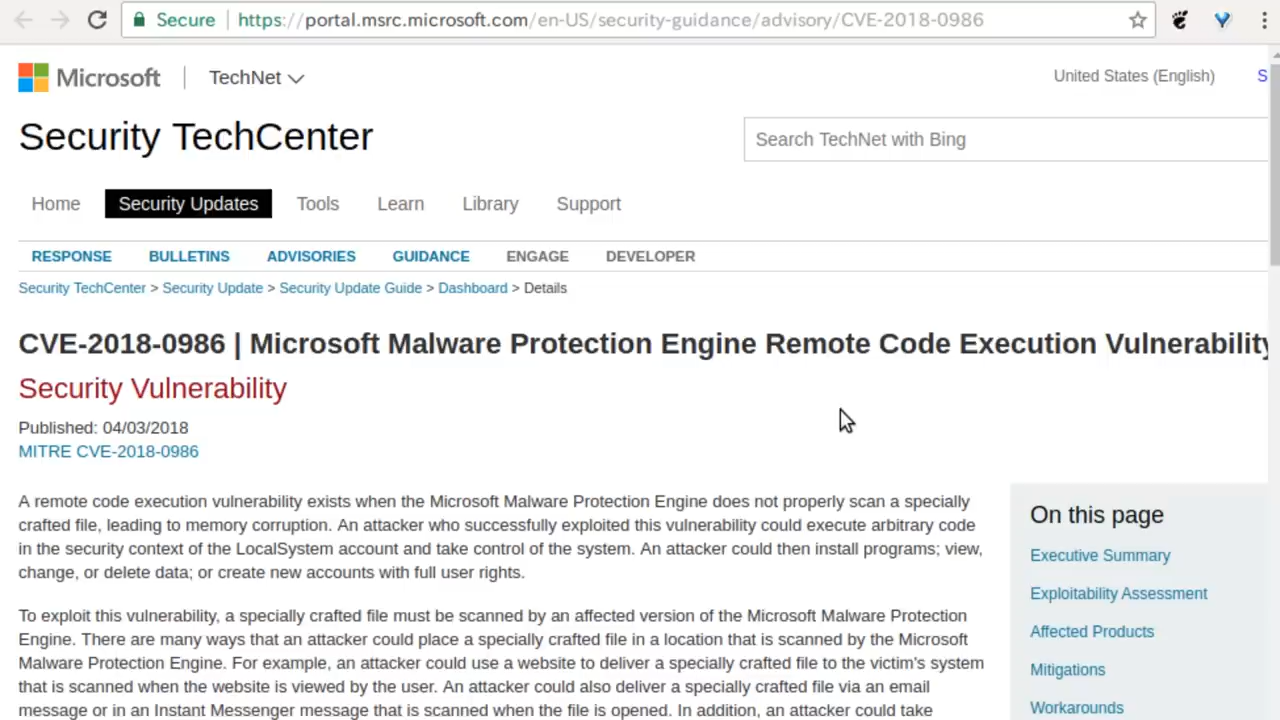 Secure https://portal.msrc.microsoft.com/en-US/security-guidance/advisory/CVE-2018-0986
Microsoft TechNet United States (English) S
Security TechCenter Search TechNet with Bing
Home Security Updates Tools Learn Library Support
RESPONSE BULLETINS ADVISORIES GUIDANCE ENGAGE DEVELOPER
Security TechCenter > Security Update > Security Update Guide > Dashboard > Details
CVE-2018-0986 | Microsoft Malware Protection Engine Remote Code Execution Vulnerability
Security Vulnerability
Published: 04/03/2018
MITRE CVE-2018-0986
A remote code execution vulnerability exists when the Microsoft Malware Protection Engine does not properly scan a specially
crafted file, leading to memory corruption. An attacker who successfully exploited this vulnerability could execute arbitrary code
in the security context of the LocalSystem account and take control of the system. An attacker could then install programs; view,
change, or delete data; or create new accounts with full user rights.
To exploit this vulnerability, a specially crafted file must be scanned by an affected version of the Microsoft Malware Protection
Engine. There are many ways that an attacker could place a specially crafted file in a location that is scanned by the Microsoft
Malware Protection Engine. For example, an attacker could use a website to deliver a specially crafted file to the victim's system
that is scanned when the website is viewed by the user. An attacker could also deliver a specially crafted file via an email
message or in an Instant Messenger message that is scanned when the file is opened. In addition, an attacker could take
On this page
Executive Summary
Exploitability Assessment
Affected Products
Mitigations
Workarounds